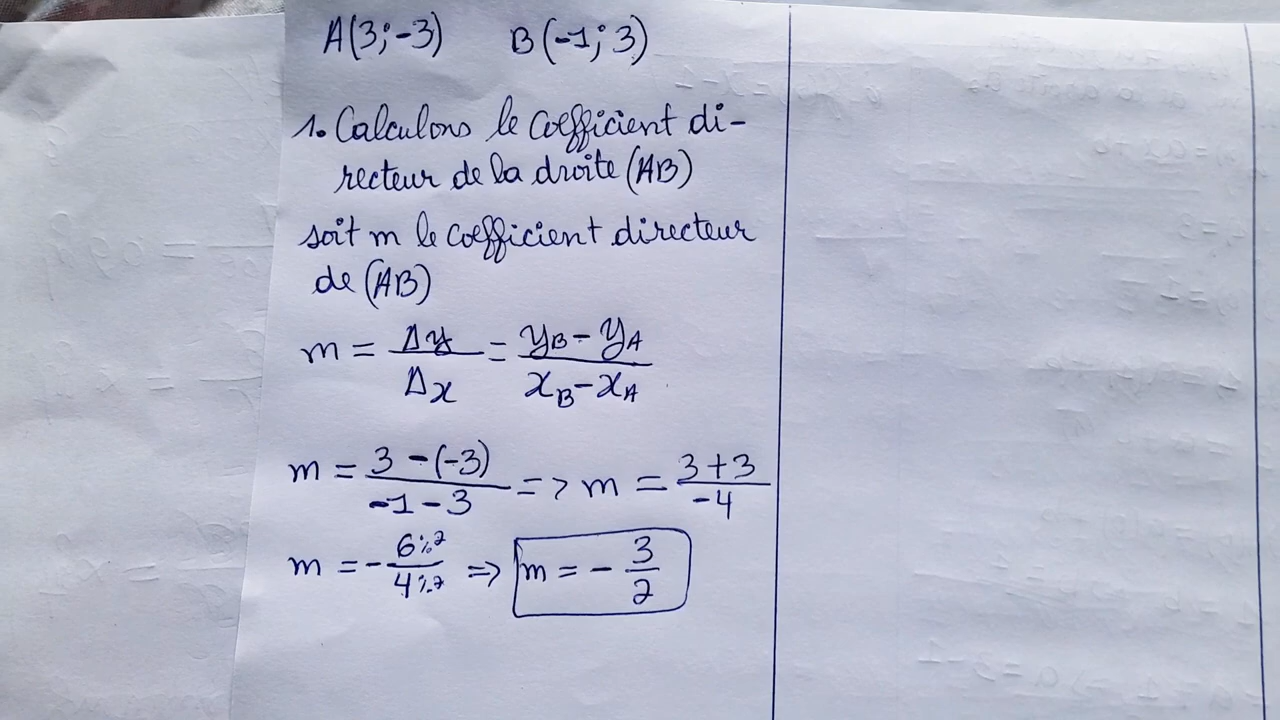 A(3;-3) B(-1;3)
1. Calculons le coefficient di-
recteur de la droite (AB)
soit m le coefficient directeur
de (AB)
m = Δy/Δx = yB - yA / xB - xA
m = 3 - (-3) / -1 - 3 => m = 3+3 / -4
m = - 6÷2 / 4÷2 => m = - 3/2